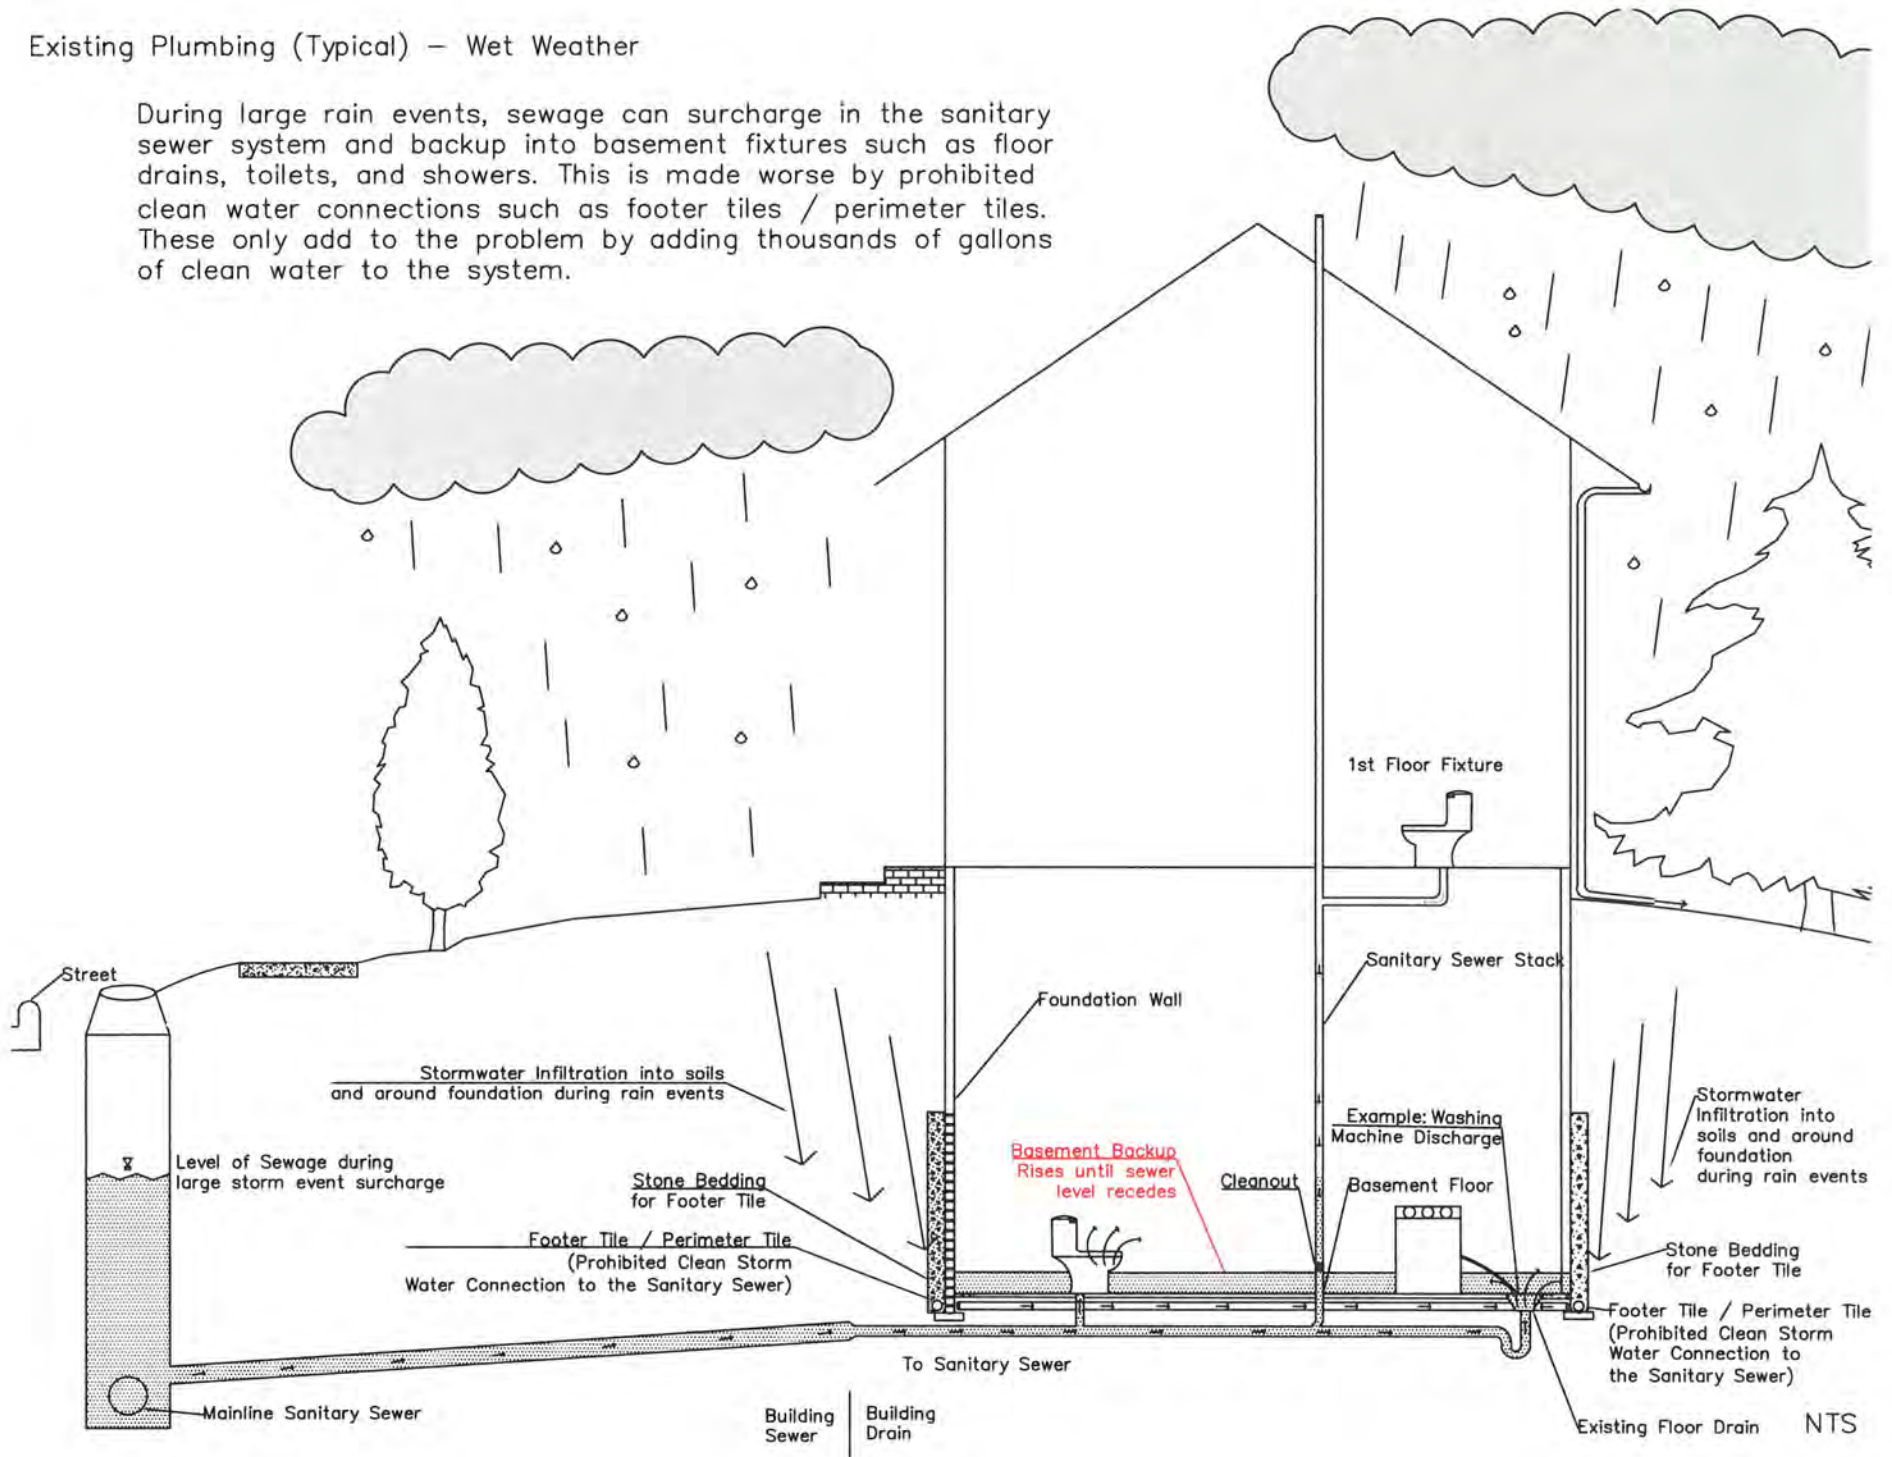 Existing Plumbing (Typical) – Wet Weather
During large rain events, sewage can surcharge in the sanitary
sewer system and backup into basement fixtures such as floor
drains, toilets, and showers. This is made worse by prohibited
clean water connections such as footer tiles / perimeter tiles.
These only add to the problem by adding thousands of gallons
of clean water to the system.
1st Floor Fixture
Sanitary Sewer Stack
Street
Foundation Wall
Stormwater Infiltration into soils
and around foundation during rain events
Level of Sewage during
large storm event surcharge
Stone Bedding
for Footer Tile
Footer Tile / Perimeter Tile
(Prohibited Clean Storm
Water Connection to the Sanitary Sewer)
Basement Backup
Rises until sewer
level recedes
Cleanout
Example: Washing
Machine Discharge
Basement Floor
Stormwater
Infiltration into
soils and around
foundation
during rain events
Stone Bedding
for Footer Tile
Footer Tile / Perimeter Tile
(Prohibited Clean Storm
Water Connection to
the Sanitary Sewer)
To Sanitary Sewer
Mainline Sanitary Sewer
Building
Sewer
Building
Drain
Existing Floor Drain
NTS